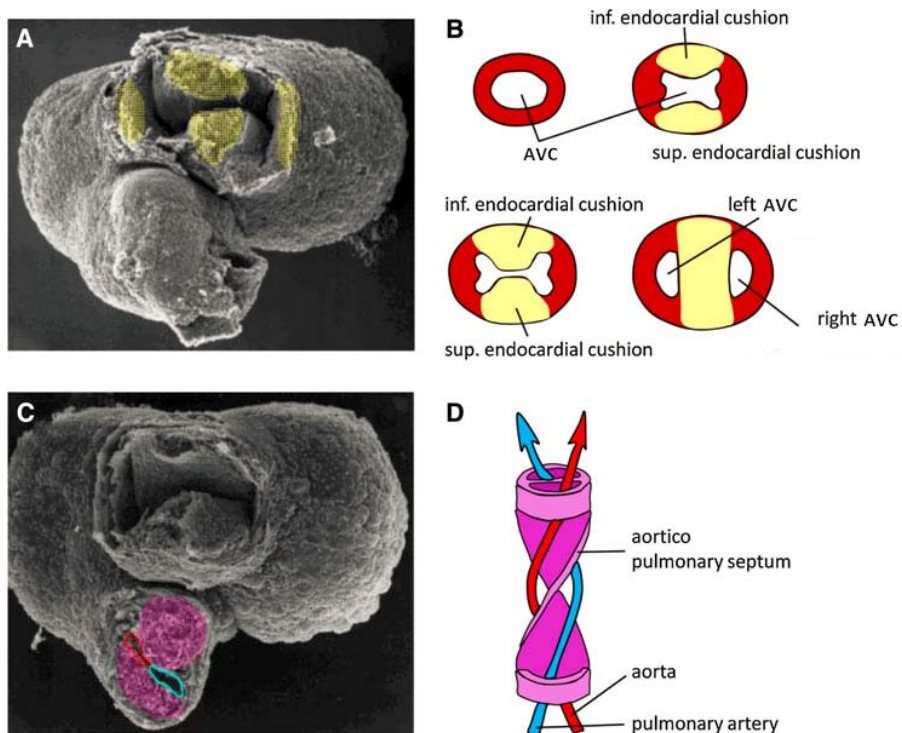 A
B
inf. endocardial cushion
AVC
sup. endocardial cushion
inf. endocardial cushion
left AVC
right AVC
sup. endocardial cushion
C
D
aortico
pulmonary septum
aorta
pulmonary artery